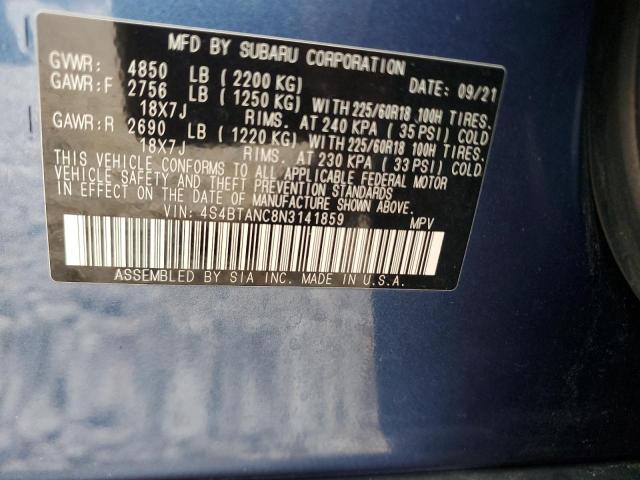 MFD BY SUBARU CORPORATION
GVWR: 4850 LB (2200 KG) DATE: 09/21
GAWR:F 2756 LB (1250 KG) WITH 225/60R18 100H TIRES.
18X7J RIMS. AT 240 KPA (35 PSI) COLD
GAWR:R 2690 LB (1220 KG) WITH 225/60R18 100H TIRES.
18X7J RIMS. AT 230 KPA (33 PSI) COLD
THIS VEHICLE CONFORMS TO ALL APPLICABLE FEDERAL MOTOR
VEHICLE SAFETY AND THEFT PREVENTION STANDARDS
IN EFFECT ON THE DATE OF MANUFACTURE SHOWN ABOVE.
VIN: 4S4BTANC8N3141859 MPV
ASSEMBLED BY SIA INC. MADE IN U.S.A.